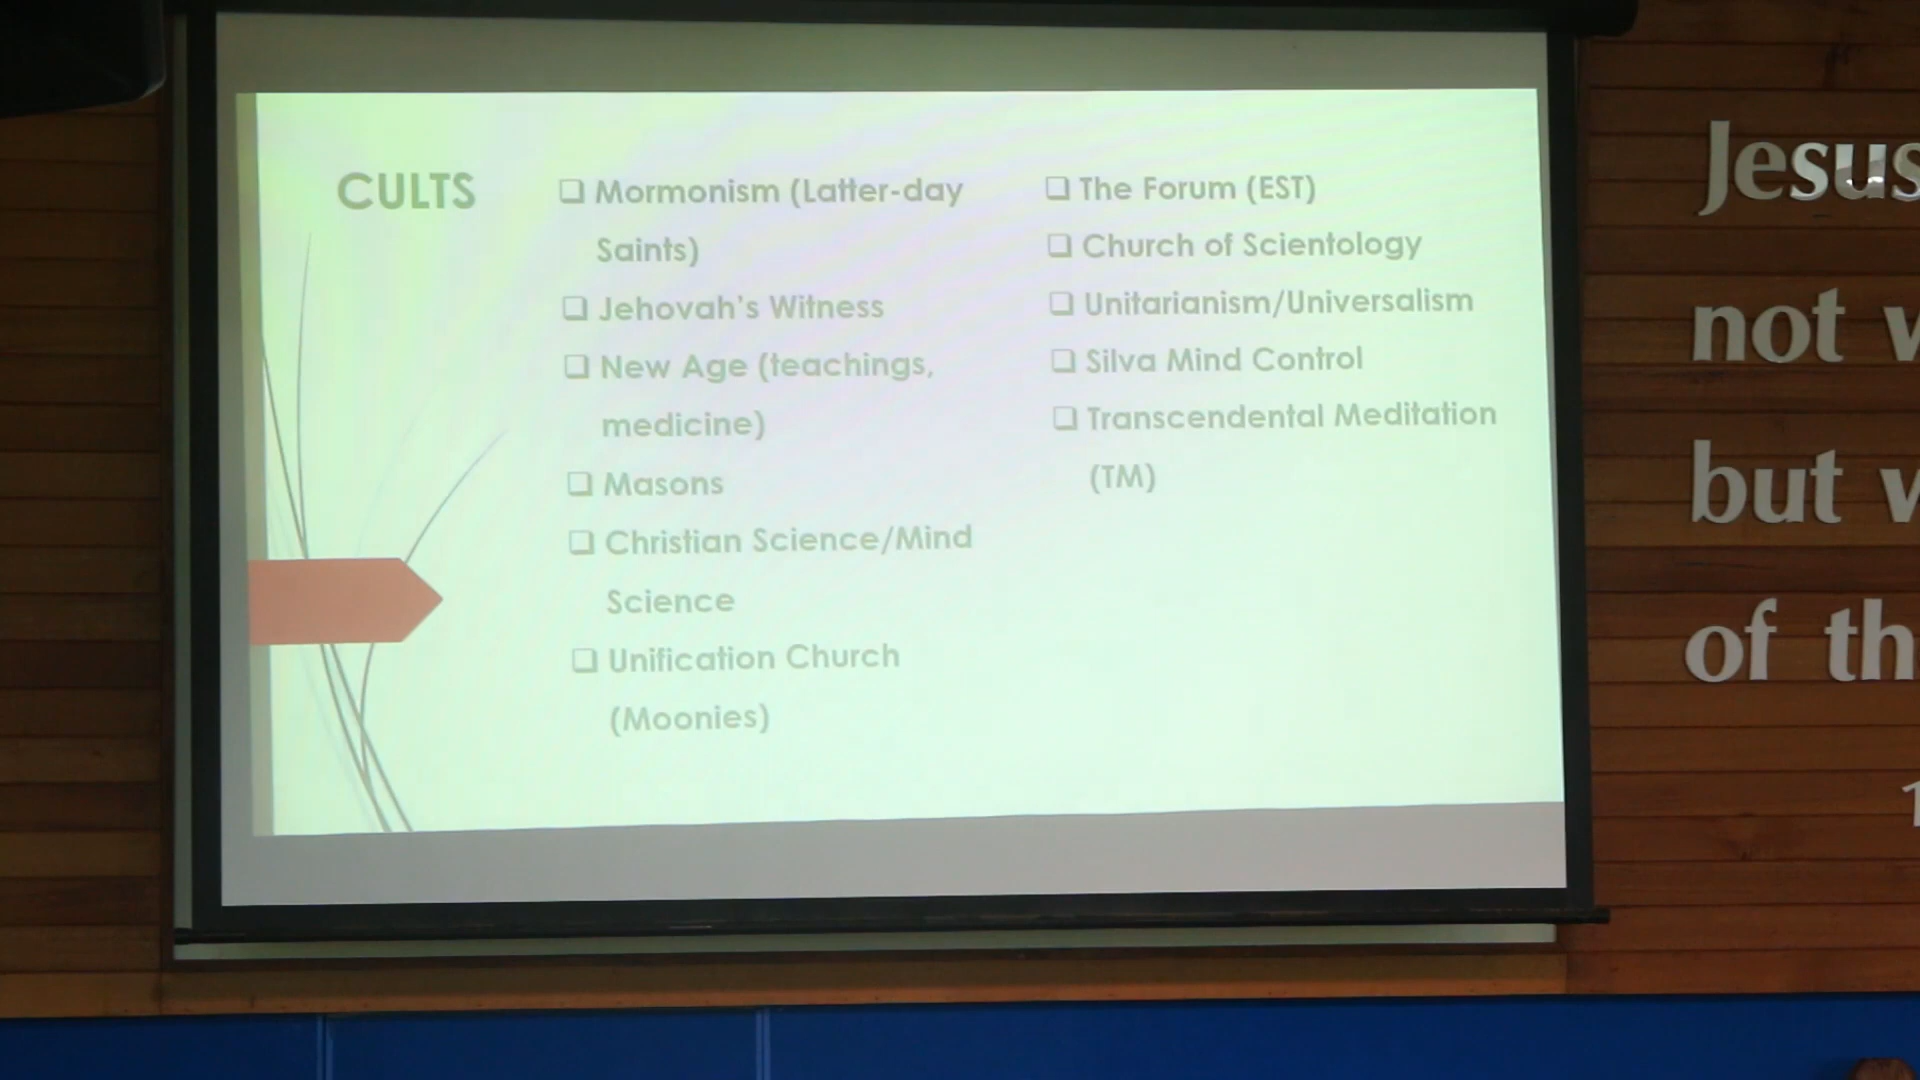 CULTS
❑ Mormonism (Latter-day
Saints)
❑ Jehovah's Witness
❑ New Age (teachings,
medicine)
❑ Masons
❑ Christian Science/Mind
Science
❑ Unification Church
(Moonies)
❑ The Forum (EST)
❑ Church of Scientology
❑ Unitarianism/Universalism
❑ Silva Mind Control
❑ Transcendental Meditation
(TM)
Jesus
not
but
of